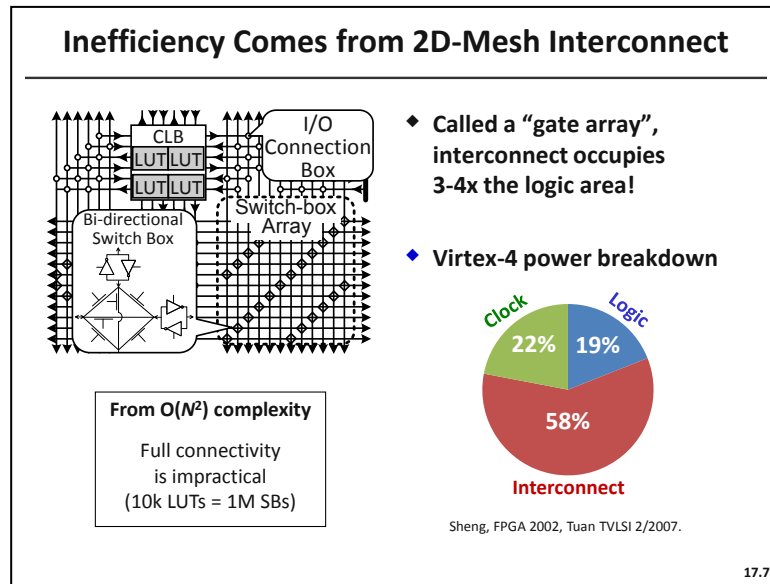 Inefficiency Comes from 2D-Mesh Interconnect
CLB
LUT LUT
LUT LUT
I/O
Connection
Box
Bi-directional
Switch Box
Switch-box
Array
From O(N²) complexity
Full connectivity
is impractical
(10k LUTs = 1M SBs)
Called a “gate array”,
interconnect occupies
3-4x the logic area!
Virtex-4 power breakdown
Clock
Logic
22%
19%
58%
Interconnect
Sheng, FPGA 2002, Tuan TVLSI 2/2007.
17.7